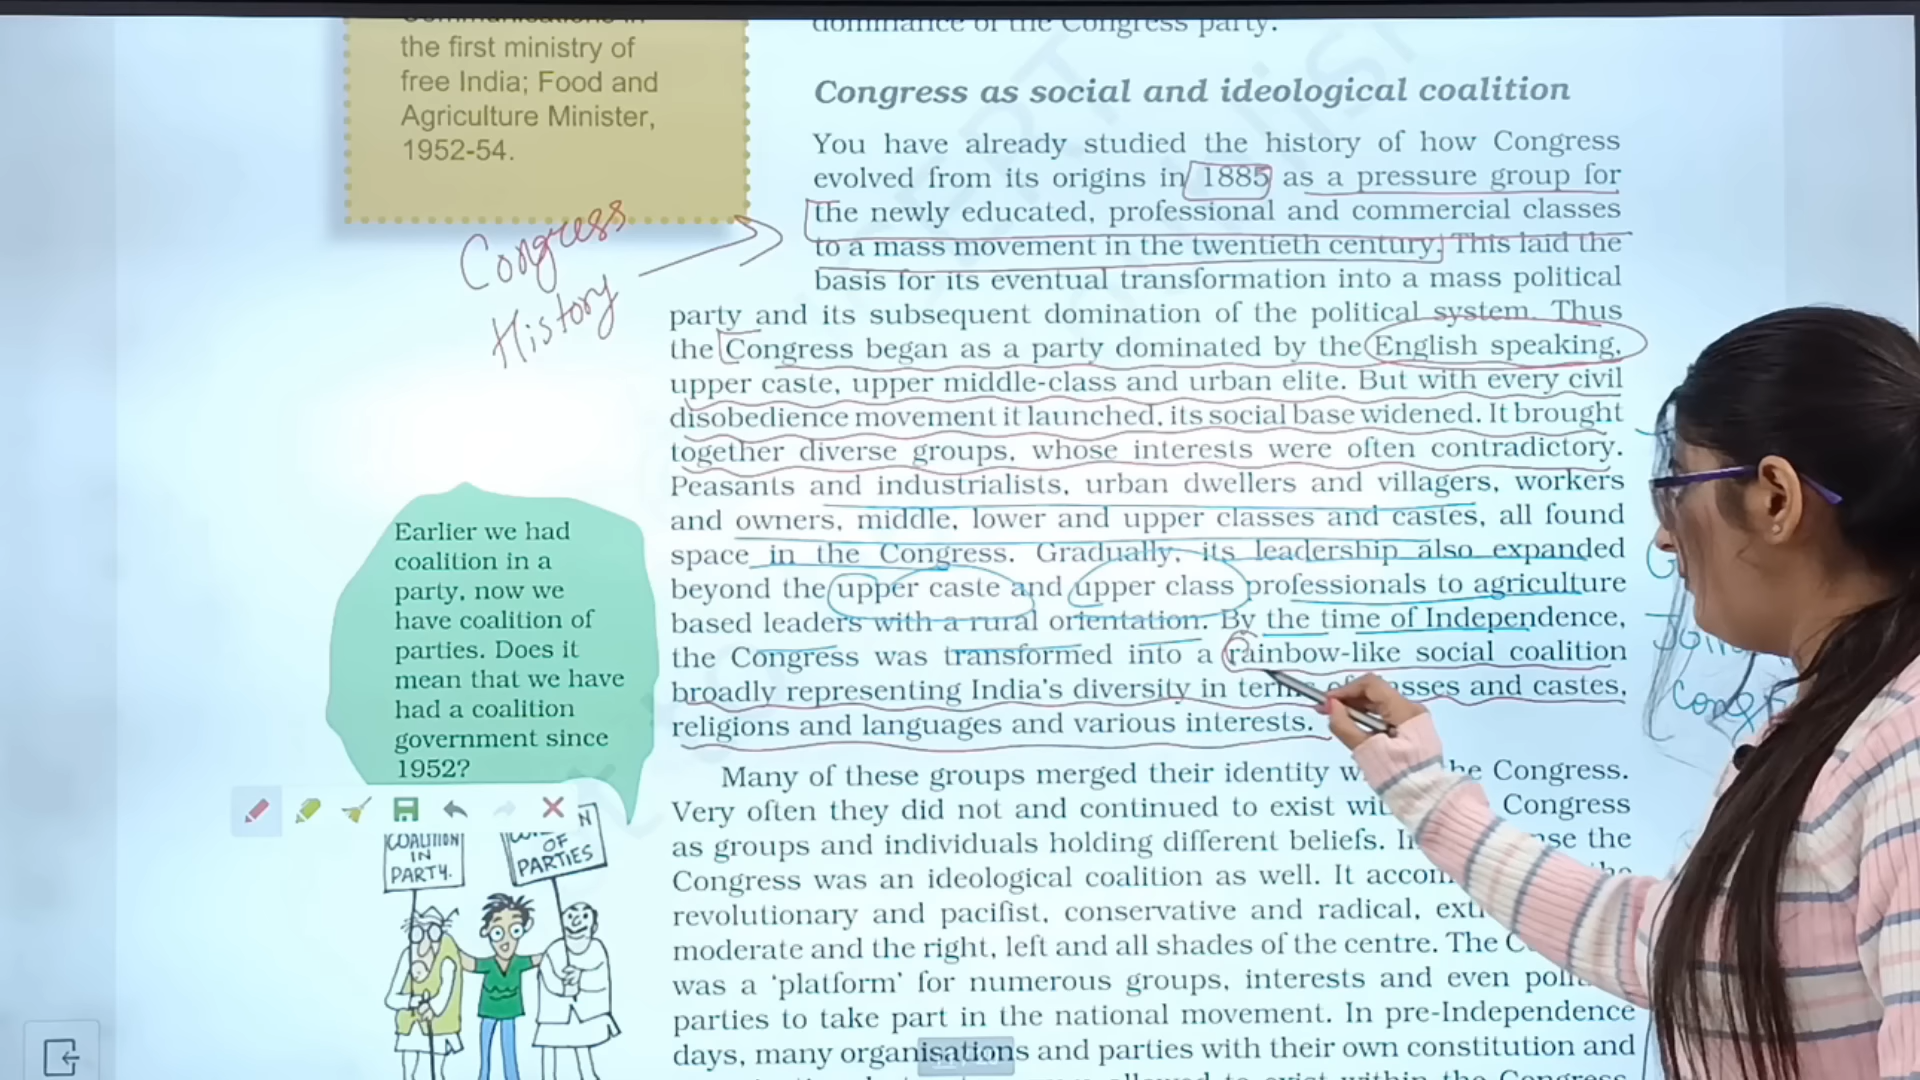 the first ministry of
free India; Food and
Agriculture Minister,
1952-54.
Congress
History
Earlier we had
coalition in a
party, now we
have coalition of
parties. Does it
mean that we have
had a coalition
government since
1952?
COALITION
IN
PARTY.
OF
PARTIES
dominance of the Congress party.
Congress as social and ideological coalition
You have already studied the history of how Congress
evolved from its origins in 1885 as a pressure group for
the newly educated, professional and commercial classes
to a mass movement in the twentieth century. This laid the
basis for its eventual transformation into a mass political
party and its subsequent domination of the political system. Thus
the Congress began as a party dominated by the English speaking,
upper caste, upper middle-class and urban elite. But with every civil
disobedience movement it launched, its social base widened. It brought
together diverse groups, whose interests were often contradictory.
Peasants and industrialists, urban dwellers and villagers, workers
and owners, middle, lower and upper classes and castes, all found
space in the Congress. Gradually, its leadership also expanded
beyond the upper caste and upper class professionals to agriculture
based leaders with a rural orientation. By the time of Independence,
the Congress was transformed into a rainbow-like social coalition
broadly representing India's diversity in classes and castes,
religions and languages and various interests.
Many of these groups merged their identity Congress.
Very often they did not and continued to exist Congress
as groups and individuals holding different beliefs. the
Congress was an ideological coalition as well. It
revolutionary and pacifist, conservative and radical,
moderate and the right, left and all shades of the centre. The
was a 'platform' for numerous groups, interests and even
parties to take part in the national movement. In pre-Independence
days, many organisations and parties with their own constitution and